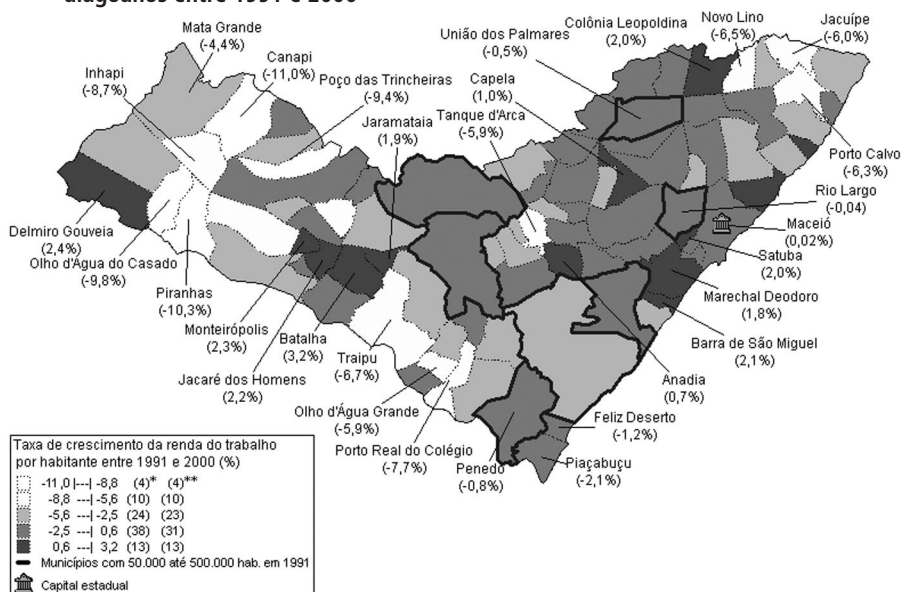 alagoanos entre 1991 e 2000
Mata Grande
(-4,4%)
Canapi
(-11,0%)
Inhapi
(-8,7%)
Poço das Trincheiras
(-9,4%)
Jaramataia
(1,9%)
União dos Palmares
(-0,5%)
Colônia Leopoldina
(2,0%)
Novo Lino
(-6,5%)
Jacuípe
(-6,0%)
Capela
(1,0%)
Tanque d'Arca
(-5,9%)
Porto Calvo
(-6,3%)
Rio Largo
(-0,04)
Maceió
(0,02%)
Satuba
(2,0%)
Marechal Deodoro
(1,8%)
Barra de São Miguel
(2,1%)
Delmiro Gouveia
(2,4%)
Olho d'Agua do Casado
(-9,8%)
Piranhas
(-10,3%)
Monteirópolis
(2,3%)
Batalha
(3,2%)
Jacaré dos Homens
(2,2%)
Traipu
(-6,7%)
Olho d'Água Grande
(-5,9%)
Porto Real do Colégio
(-7,7%)
Penedo
(-0,8%)
Anadia
(0,7%)
Feliz Deserto
(-1,2%)
Piaçabuçu
(-2,1%)
Taxa de crescimento da renda do trabalho
por habitante entre 1991 e 2000 (%)
-11,0 |---| -8,8 (4)* (4)**
-8,8 ---| -5,6 (10) (10)
-5,6 ---| -2,5 (24) (23)
-2,5 ---| 0,6 (38) (31)
0,6 ---| 3,2 (13) (13)
Municípios com 50.000 até 500.000 hab. em 1991
Capital estadual